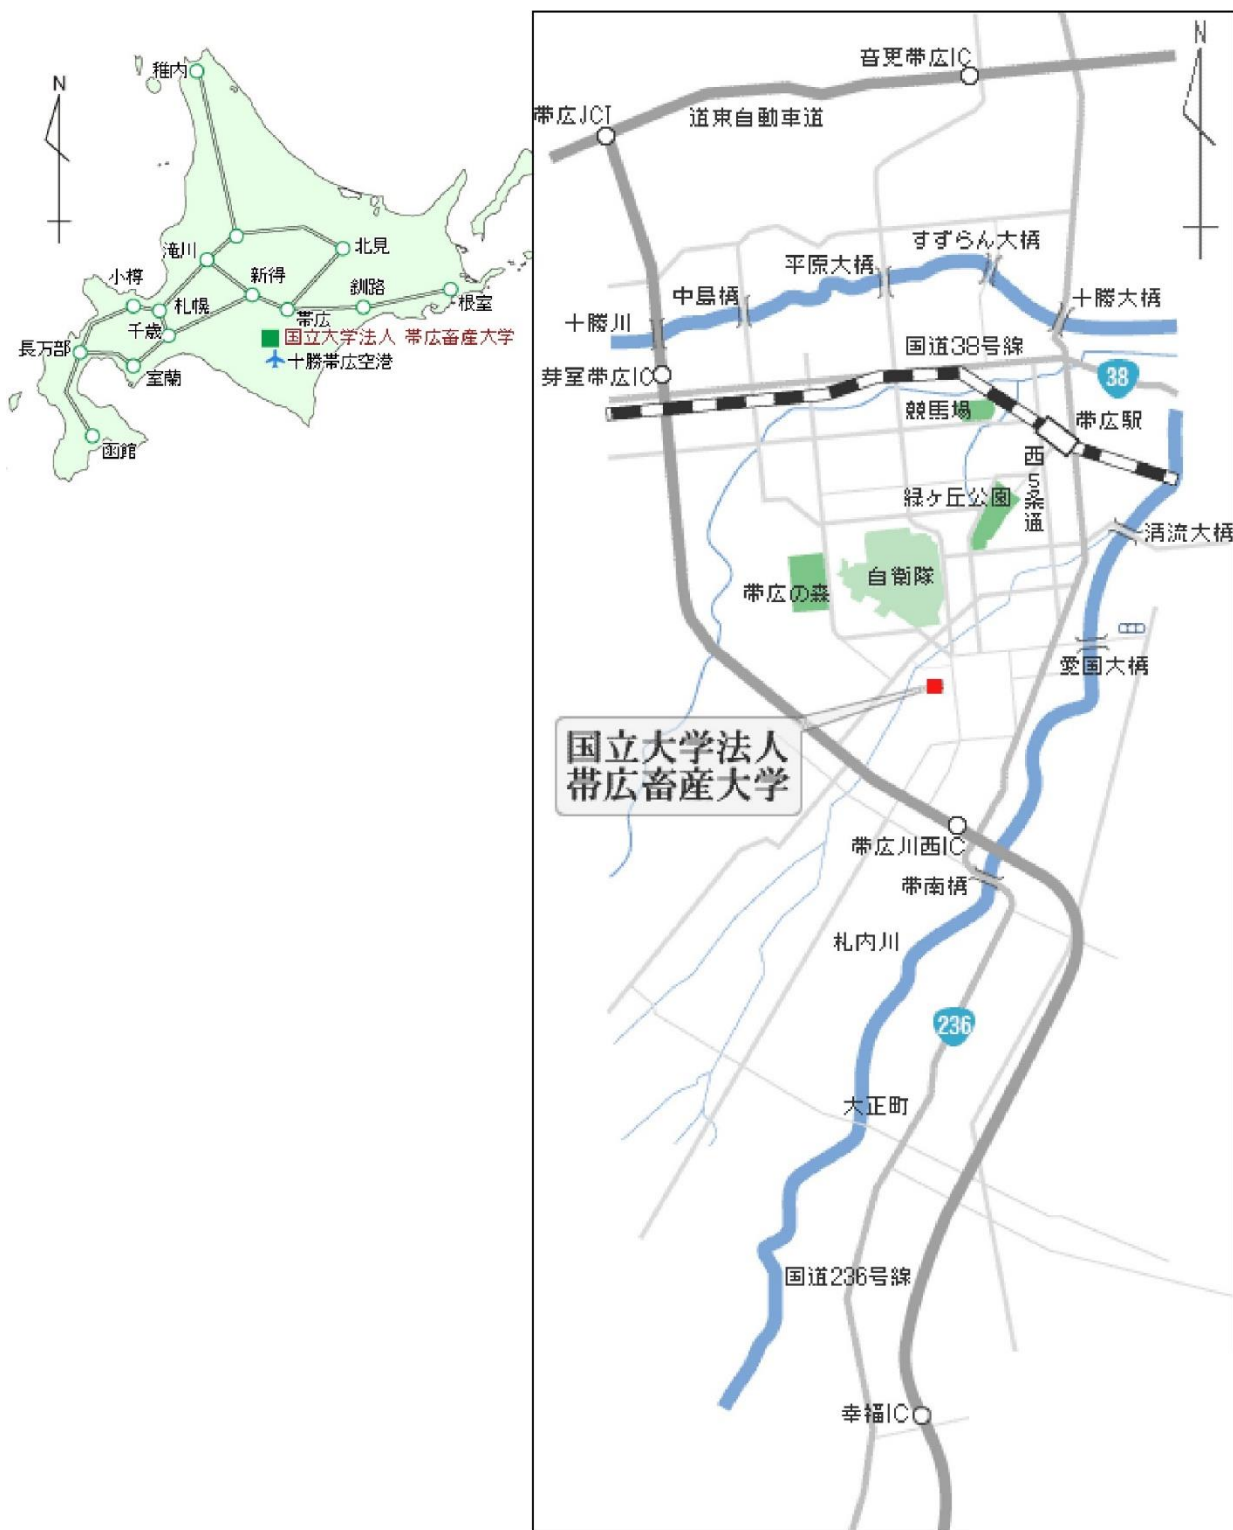 N
稚内
滝川
北見
小樽
新得
釧路
札幌
根室
千歳
帯広
国立大学法人 帯広畜産大学
長万部
十勝帯広空港
室蘭
函館
N
音更帯広IC
帯広JCT
道東自動車道
すずらん大橋
平原大橋
中島橋
十勝大橋
十勝川
国道38号線
芽室帯広IC
38
競馬場
帯広駅
西5条通
緑ヶ丘公園
清流大橋
自衛隊
帯広の森
愛国大橋
国立大学法人
帯広畜産大学
帯広川西IC
帯南橋
札内川
236
大正町
国道236号線
幸福IC